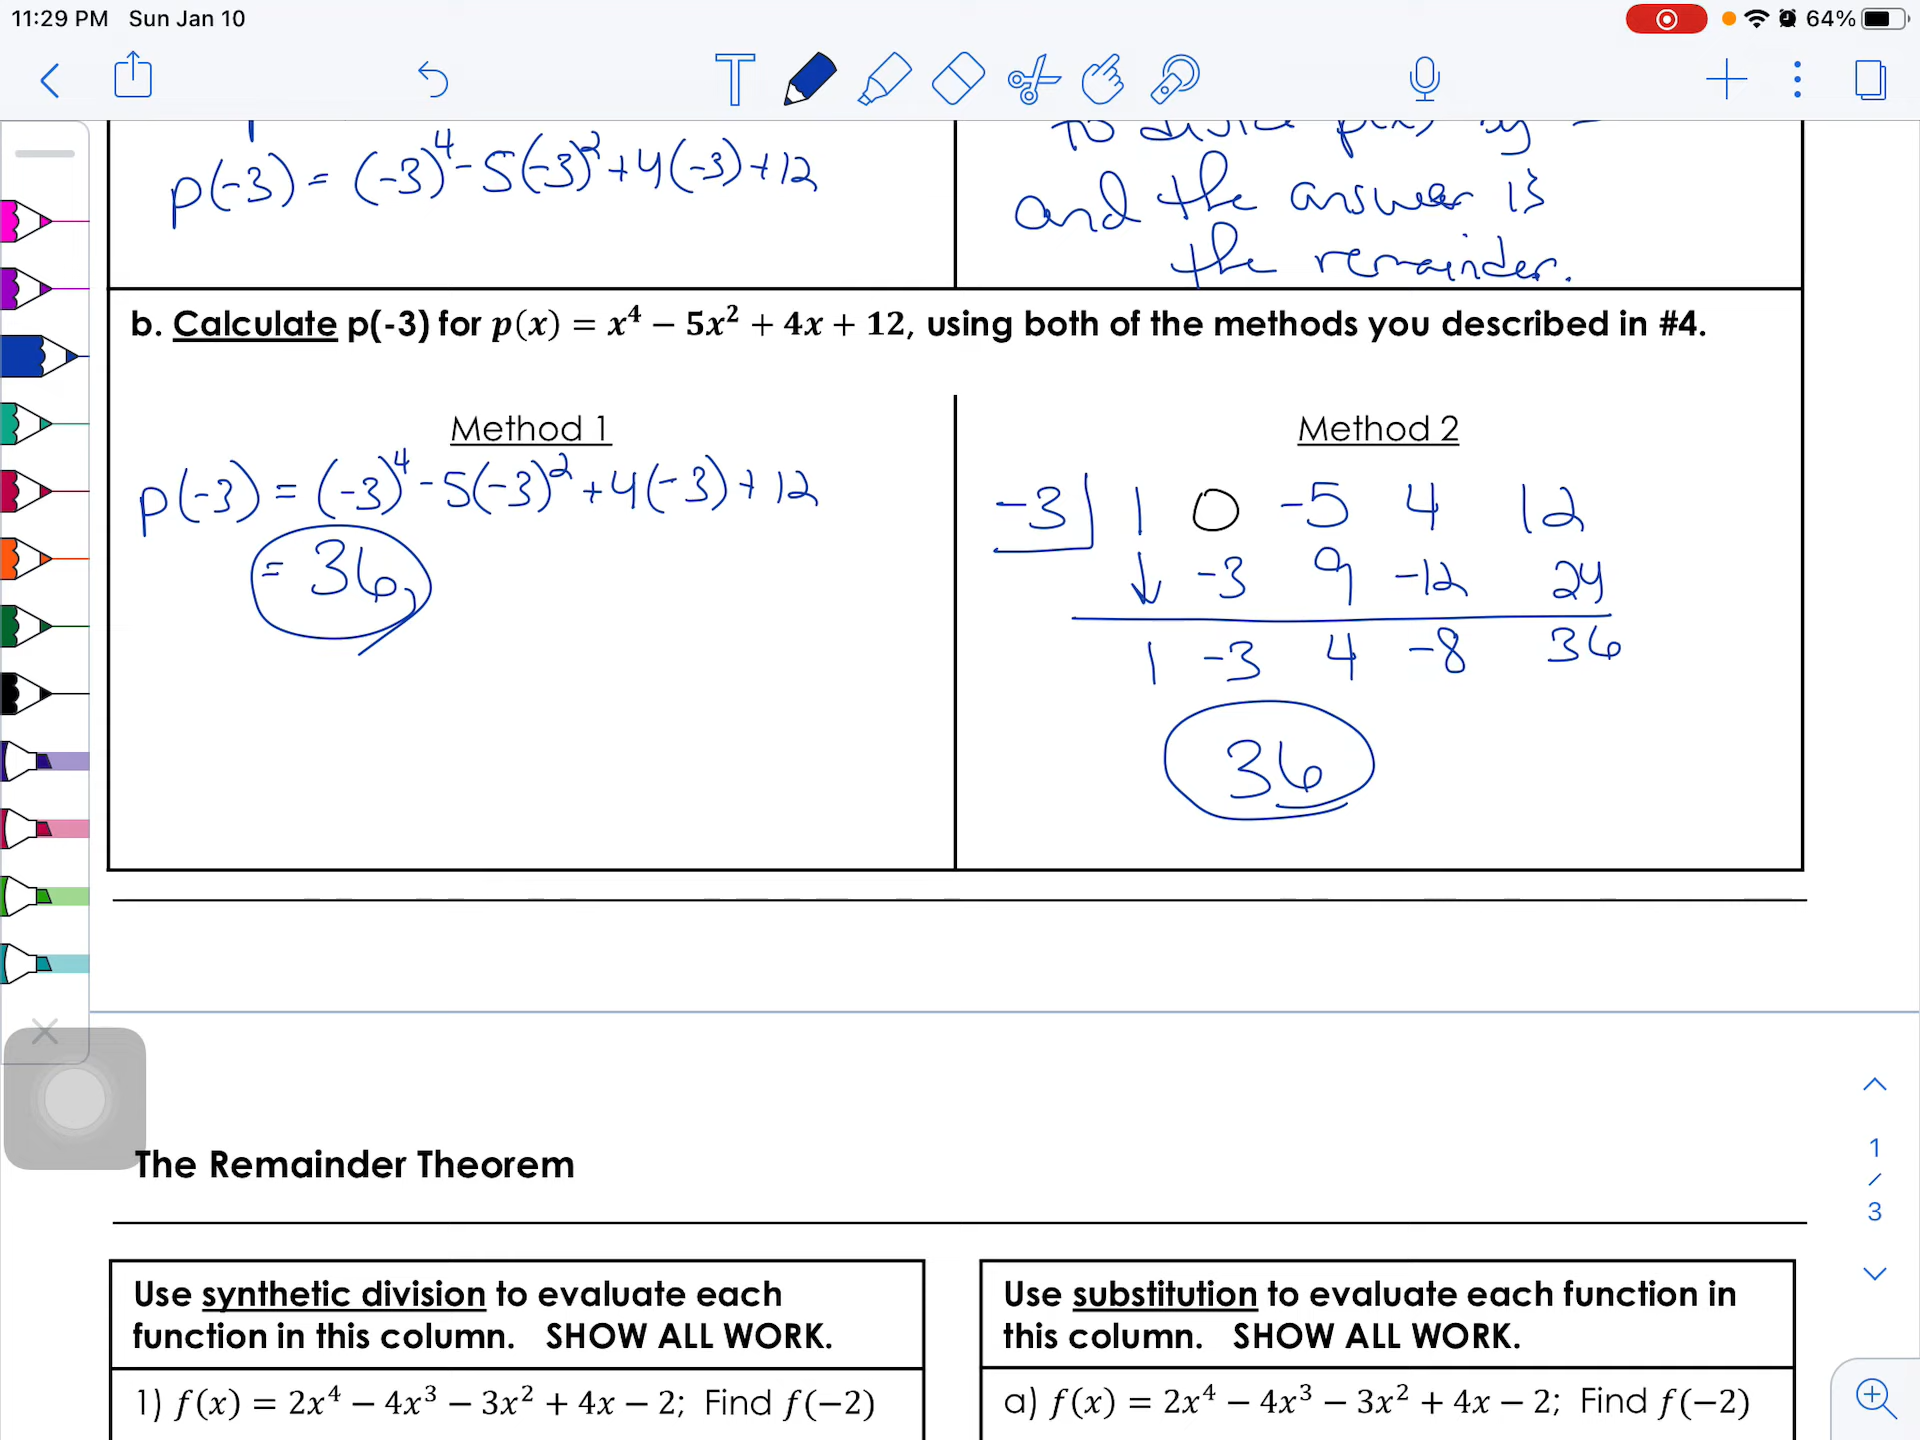 11:29 PM Sun Jan 10
64%
p(-3) = (-3)⁴ - 5(-3)² + 4(-3) + 12
to divide p(x) by -
and the answer is
the remainder.
b. Calculate p(-3) for p(x) = x⁴ − 5x² + 4x + 12, using both of the methods you described in #4.
Method 1
p(-3) = (-3)⁴ - 5(-3)² + 4(-3) + 12
= 36
Method 2
-3 1 0 -5 4 12
↓ -3 9 -12 24
1 -3 4 -8 36
36
The Remainder Theorem
1
/
3
Use synthetic division to evaluate each
function in this column. SHOW ALL WORK.
1) f(x) = 2x⁴ − 4x³ − 3x² + 4x − 2; Find f(−2)
Use substitution to evaluate each function in
this column. SHOW ALL WORK.
a) f(x) = 2x⁴ − 4x³ − 3x² + 4x − 2; Find f(−2)